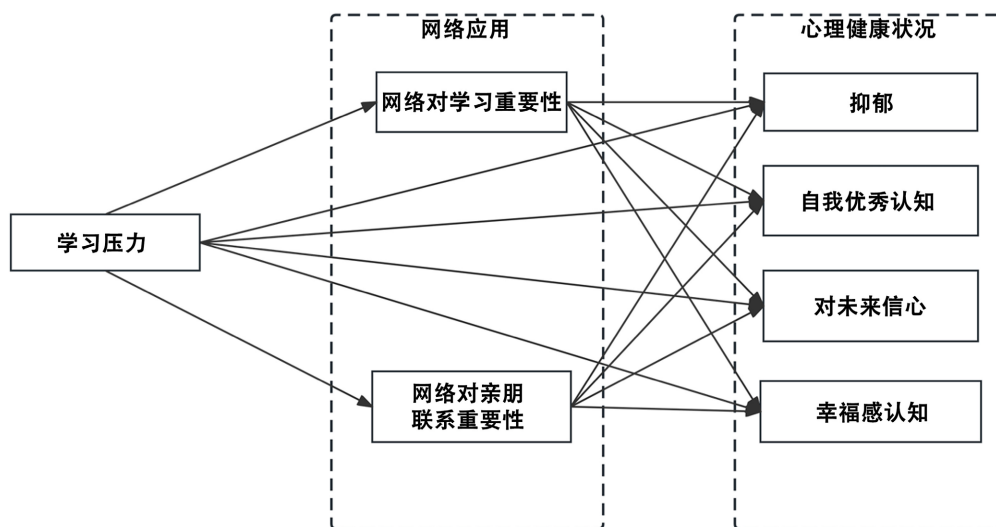 网络应用
心理健康状况
网络对学习重要性
抑郁
自我优秀认知
学习压力
对未来信心
网络对亲朋
联系重要性
幸福感认知